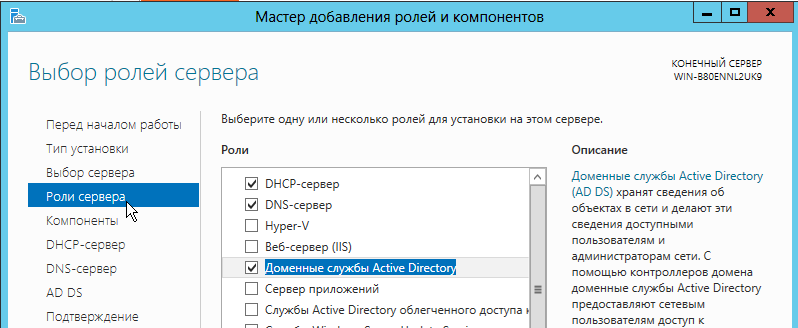 Мастер добавления ролей и компонентов
Выбор ролей сервера
КОНЕЧНЫЙ СЕРВЕР
WIN-B80ENNL2UK9
Перед началом работы
Тип установки
Выбор сервера
Роли сервера
Компоненты
DHCP-сервер
DNS-сервер
AD DS
Подтверждение
Выберите одну или несколько ролей для установки на этом сервере.
Роли
DHCP-сервер
DNS-сервер
Hyper-V
Веб-сервер (IIS)
Доменные службы Active Directory
Сервер приложений
Службы Active Directory облегченного доступа к
Описание
Доменные службы Active Directory
(AD DS) хранят сведения об
объектах в сети и делают эти
сведения доступными
пользователям и
администраторам сети. С
помощью контроллеров домена
доменные службы Active Directory
предоставляют сетевым
пользователям доступ к